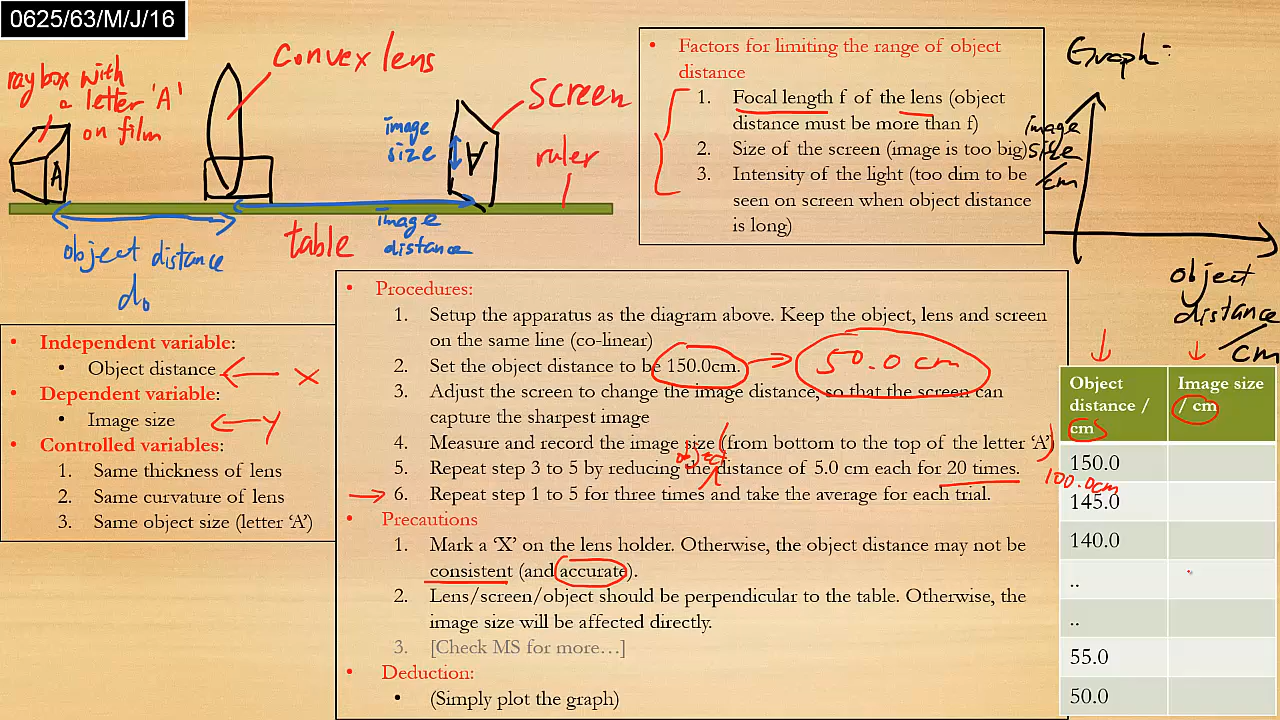 0625/63/M/J/16
ray box with
a letter 'A'
on film
convex lens
screen
image
size
ruler
A
A
object distance
do
table
image
distance
• Factors for limiting the range of object
distance
1. Focal length f of the lens (object
distance must be more than f)
2. Size of the screen (image is too big)
3. Intensity of the light (too dim to be
seen on screen when object distance
is long)
Graph:
image
size
/cm
object
distance
/cm
• Independent variable:
• Object distance
x
• Dependent variable:
• Image size
y
• Controlled variables:
1. Same thickness of lens
2. Same curvature of lens
3. Same object size (letter 'A')
• Procedures:
1. Setup the apparatus as the diagram above. Keep the object, lens and screen
on the same line (co-linear)
2. Set the object distance to be 150.0cm.
50.0 cm
3. Adjust the screen to change the image distance, so that the screen can
capture the sharpest image
4. Measure and record the image size (from bottom to the top of the letter 'A')
object
5. Repeat step 3 to 5 by reducing the distance of 5.0 cm each for 20 times.
100.0cm
6. Repeat step 1 to 5 for three times and take the average for each trial.
• Precautions
1. Mark a 'X' on the lens holder. Otherwise, the object distance may not be
consistent (and accurate).
2. Lens/screen/object should be perpendicular to the table. Otherwise, the
image size will be affected directly.
3. [Check MS for more…]
• Deduction:
• (Simply plot the graph)
Object distance / cm Image size / cm
150.0
145.0
140.0
..
..
55.0
50.0